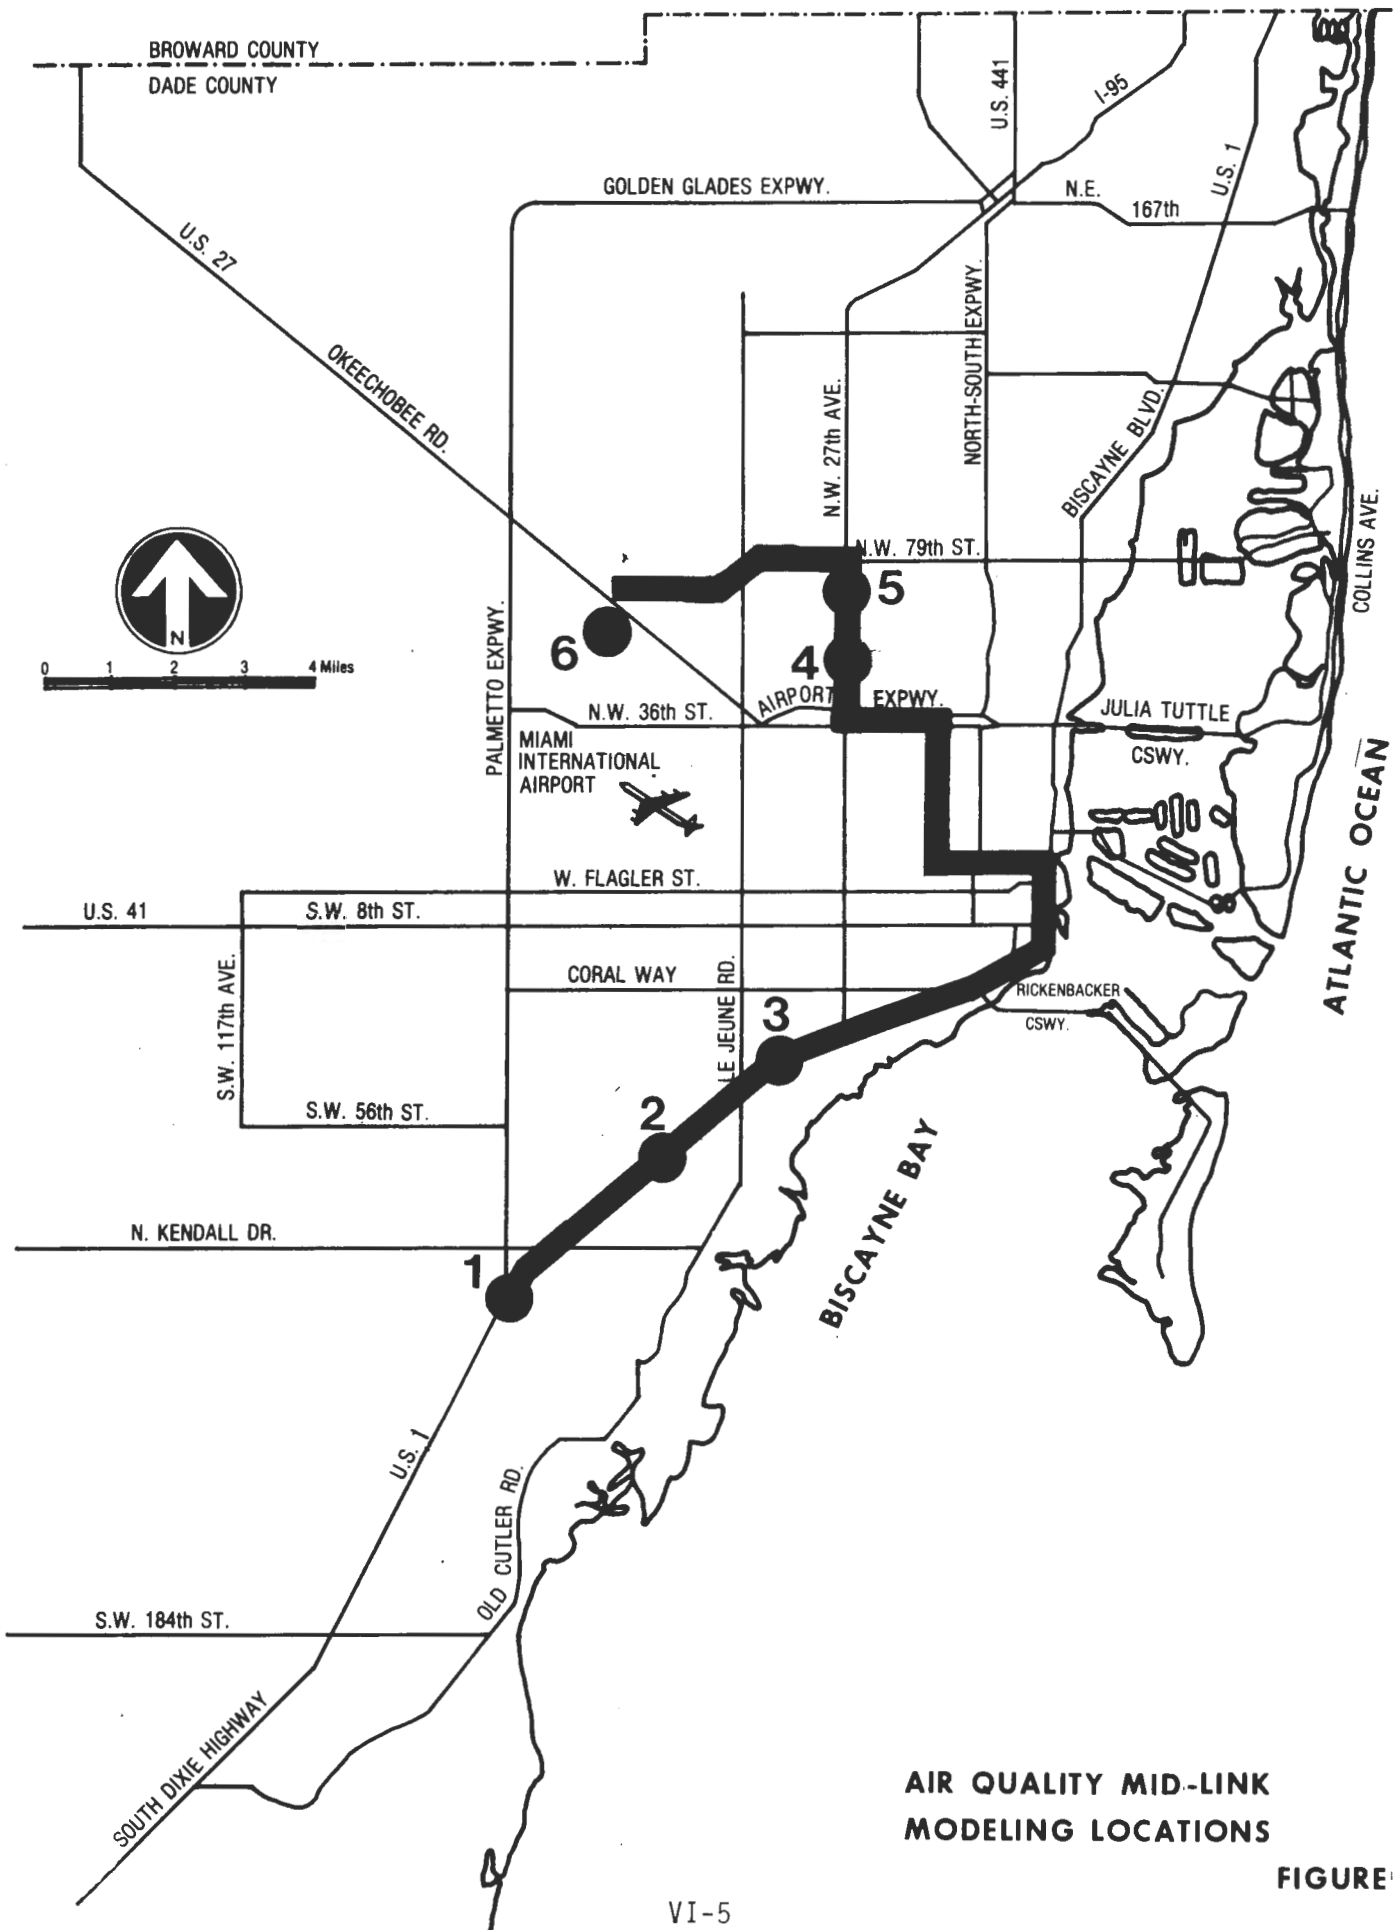 BROWARD COUNTY
DADE COUNTY
U.S. 441
I-95
U.S. 1
GOLDEN GLADES EXPWY.
N.E.
167th
U.S. 27
OKEECHOBEE RD.
N.W. 27th AVE.
NORTH-SOUTH EXPWY.
BISCAYNE BLVD.
COLLINS AVE.
N.W. 79th ST.
5
6
4
N
0 1 2 3 4 Miles
PALMETTO EXPWY.
AIRPORT EXPWY.
N.W. 36th ST.
JULIA TUTTLE
CSWY.
MIAMI
INTERNATIONAL
AIRPORT
ATLANTIC OCEAN
W. FLAGLER ST.
U.S. 41
S.W. 8th ST.
S.W. 117th AVE.
CORAL WAY
LE JEUNE RD.
RICKENBACKER
CSWY.
3
S.W. 56th ST.
2
BISCAYNE BAY
N. KENDALL DR.
1
U.S. 1
OLD CUTLER RD.
S.W. 184th ST.
SOUTH DIXIE HIGHWAY
AIR QUALITY MID-LINK
MODELING LOCATIONS
FIGURE
VI-5